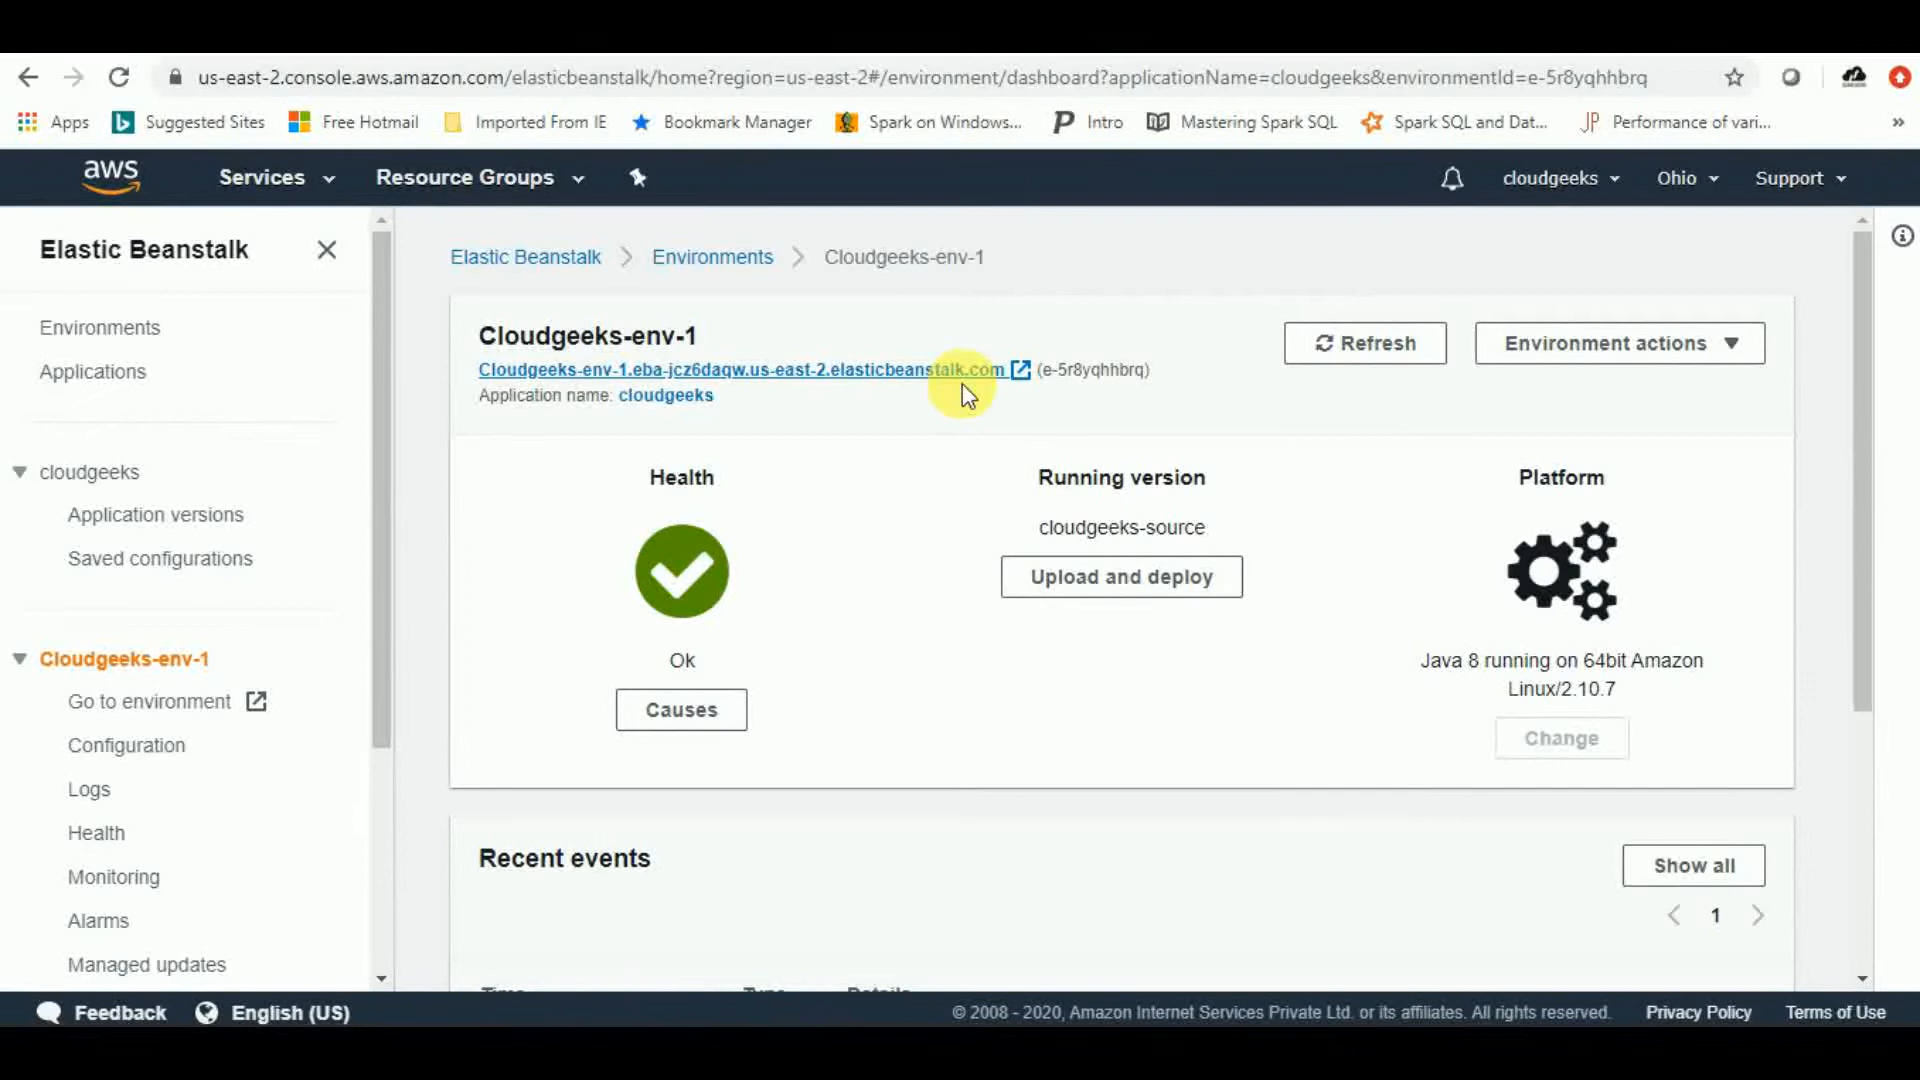 us-east-2.console.aws.amazon.com/elasticbeanstalk/home?region=us-east-2#/environment/dashboard?applicationName=cloudgeeks&environmentId=e-5r8yqhhbrq
Apps Suggested Sites Free Hotmail Imported From IE Bookmark Manager Spark on Windows... Intro Mastering Spark SQL Spark SQL and Dat... Performance of vari... »
aws Services Resource Groups cloudgeeks Ohio Support
Elastic Beanstalk
Environments
Applications
cloudgeeks
Application versions
Saved configurations
Cloudgeeks-env-1
Go to environment
Configuration
Logs
Health
Monitoring
Alarms
Managed updates
Elastic Beanstalk Environments Cloudgeeks-env-1
Cloudgeeks-env-1
Refresh
Environment actions
Cloudgeeks-env-1.eba-jcz6daqw.us-east-2.elasticbeanstalk.com (e-5r8yqhhbrq)
Application name: cloudgeeks
Health
Ok
Causes
Running version
cloudgeeks-source
Upload and deploy
Platform
Java 8 running on 64bit Amazon
Linux/2.10.7
Change
Recent events
Show all
1
Time Type Details
Feedback English (US) © 2008 - 2020, Amazon Internet Services Private Ltd. or its affiliates. All rights reserved. Privacy Policy Terms of Use